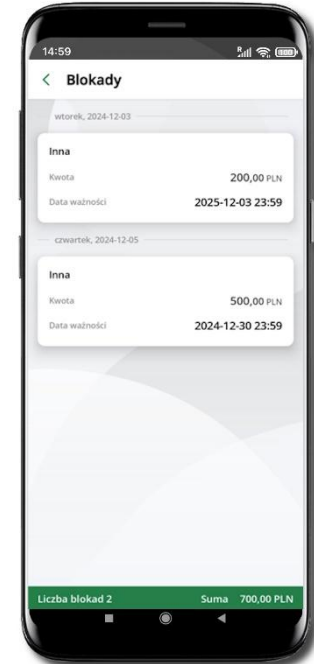 14:59
Blokady
wtorek, 2024-12-03
Inna
Kwota 200,00 PLN
Data ważności 2025-12-03 23:59
czwartek, 2024-12-05
Inna
Kwota 500,00 PLN
Data ważności 2024-12-30 23:59
Liczba blokad 2 Suma 700,00 PLN